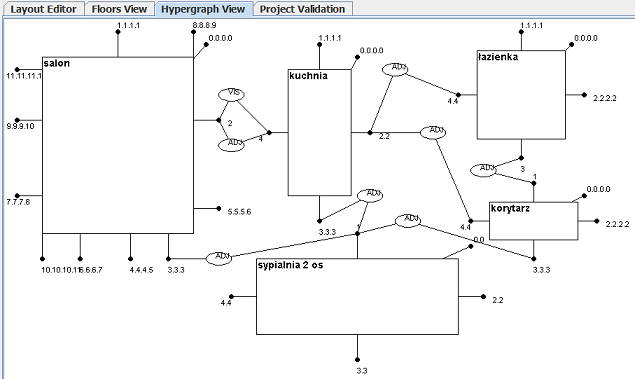 Layout Editor Floors View Hypergraph View Project Validation
1.1.1.1 8.8.8.9 1.1.1.1
0.0.0.0 1.1.1.1 0.0.0.0 0.0.0.0
salon kuchnia łazienka
11.11.11.1 ADJ
VIS 4.4 2.2.2.2
9.9.9.10 2 4 2.2 ADJ
ADJ 3
ADJ 1
7.7.7.8 5.5.5.6 ADJ 0.0.0.0
korytarz
3.3.3 1 ADJ 4.4 2.2.2.2
0.0
10.10.10.11 6.6.6.7 4.4.4.5 3.3.3 ADJ 3.3.3
sypialnia 2 os
4.4 2.2
3.3